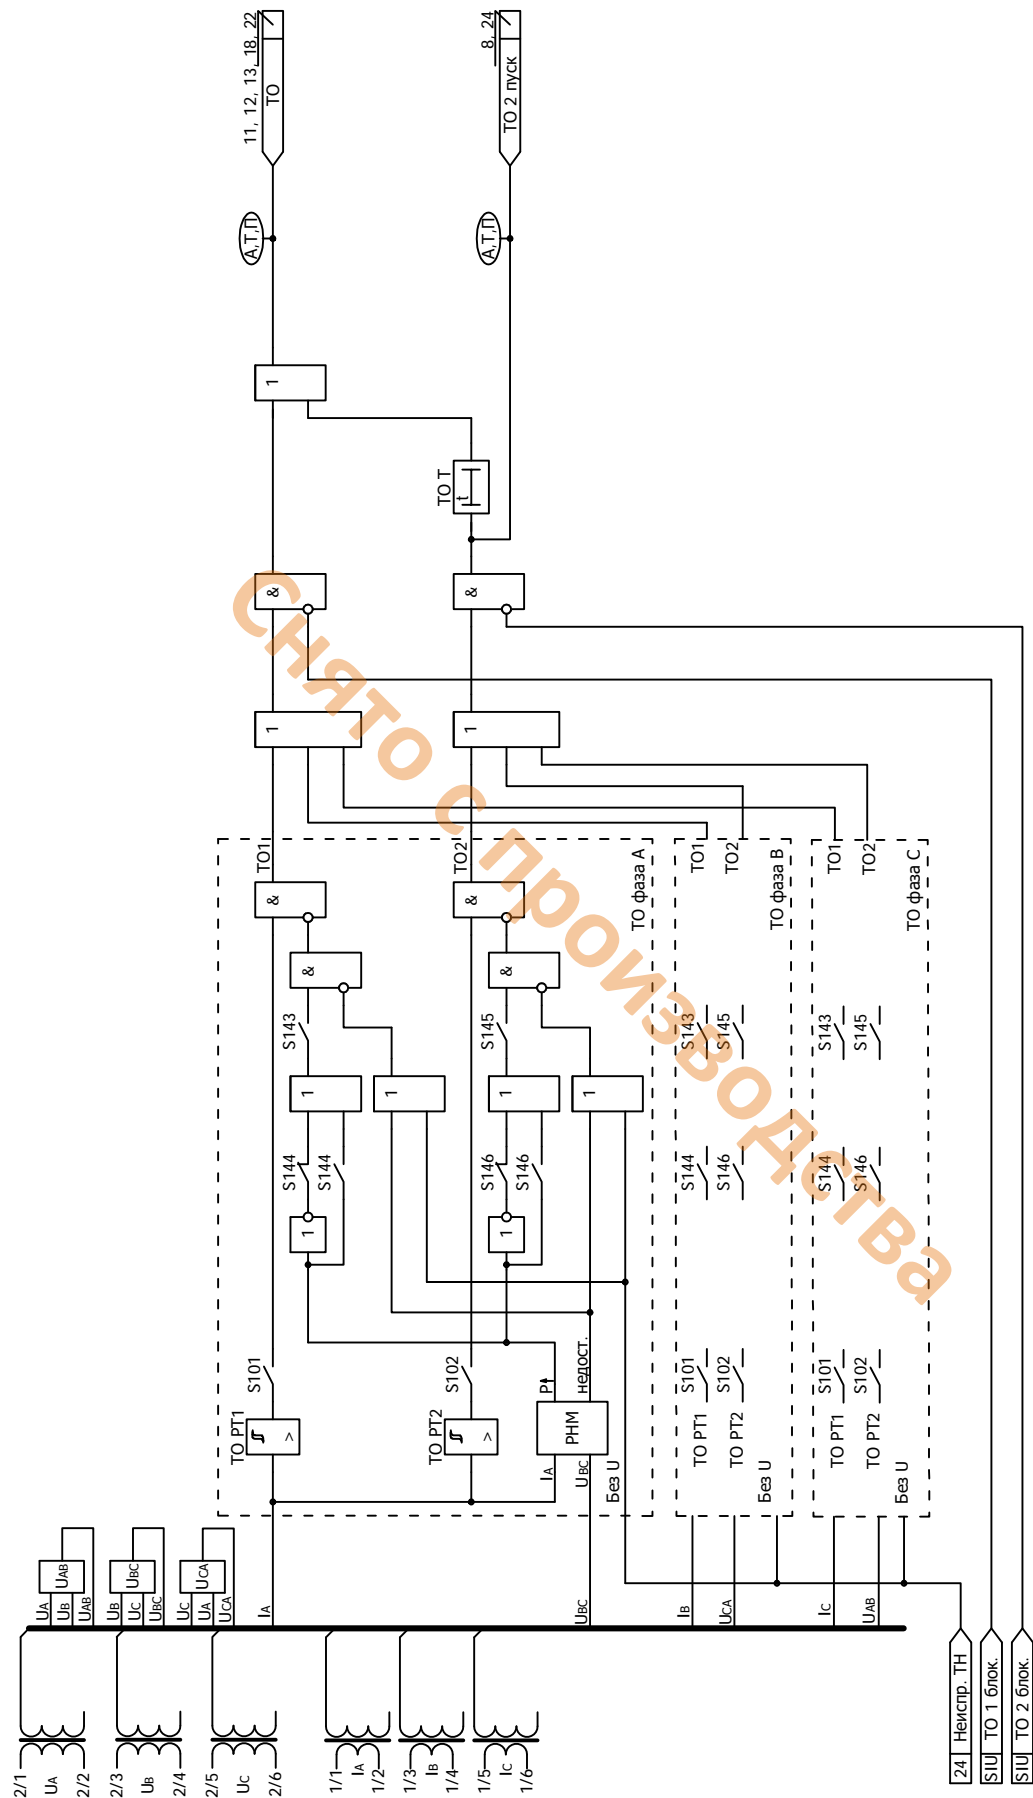 11, 12, 13, 18, 22
ТО
8, 24
ТО 2 пуск
А,Т,П
А,Т,П
1
ТО Т
t
&
&
1
1
ТО1
&
&
S143
1
1
S144
S144
1
S101
ТО РТ1
>
ТО2
&
&
S145
1
1
S146
S146
1
S102
ТО РТ2
>
P
недост.
РНМ
IA
UBC
Без U
ТО фаза А
ТО1
ТО2
ТО фаза В
S143
S145
S144
S146
S101
S102
ТО РТ1
ТО РТ2
Без U
ТО1
ТО2
ТО фаза С
S143
S145
S144
S146
S101
S102
ТО РТ1
ТО РТ2
Без U
UA
UB
UAB
UAB
UB
UC
UBC
UBC
UC
UA
UCA
UCA
IA
UBC
IB
UCA
IC
UAB
2/1
UA
2/2
2/3
UB
2/4
2/5
UC
2/6
1/1
IA
1/2
1/3
IB
1/4
1/5
IC
1/6
24 Неиспр. ТН
SIU ТО 1 блок.
SIU ТО 2 блок.
Снято с производства